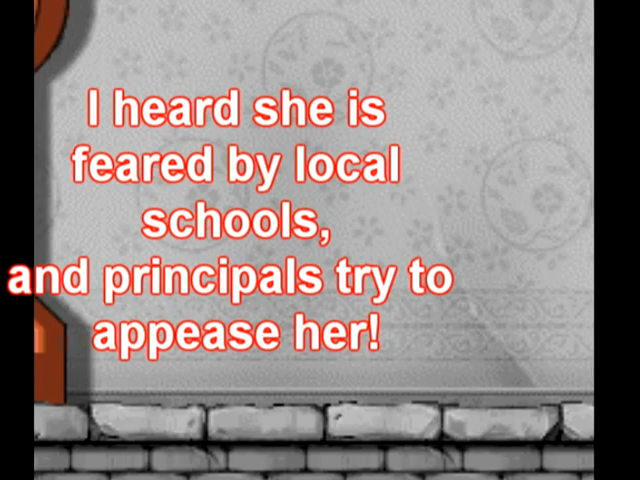 I heard she is
feared by local
schools,
and principals try to
appease her!